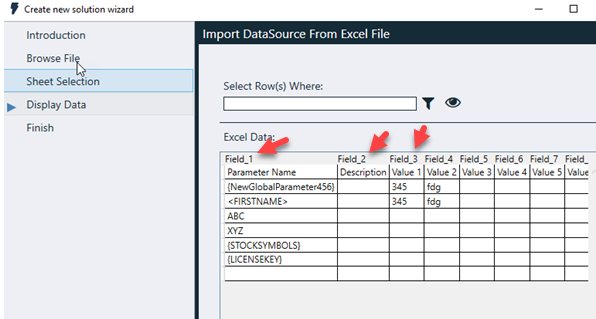 Create new solution wizard
Introduction
Browse File
Sheet Selection
Display Data
Finish
Import DataSource From Excel File
Select Row(s) Where:
Excel Data:
Field_1 Field_2 Field_3 Field_4 Field_5 Field_6 Field_7 Field_
Parameter Name Description Value 1 Value 2 Value 3 Value 4 Value 5 Value
{NewGlobalParameter456} 345 fdg
<FIRSTNAME> 345 fdg
ABC
XYZ
{STOCKSYMBOLS}
{LICENSEKEY}